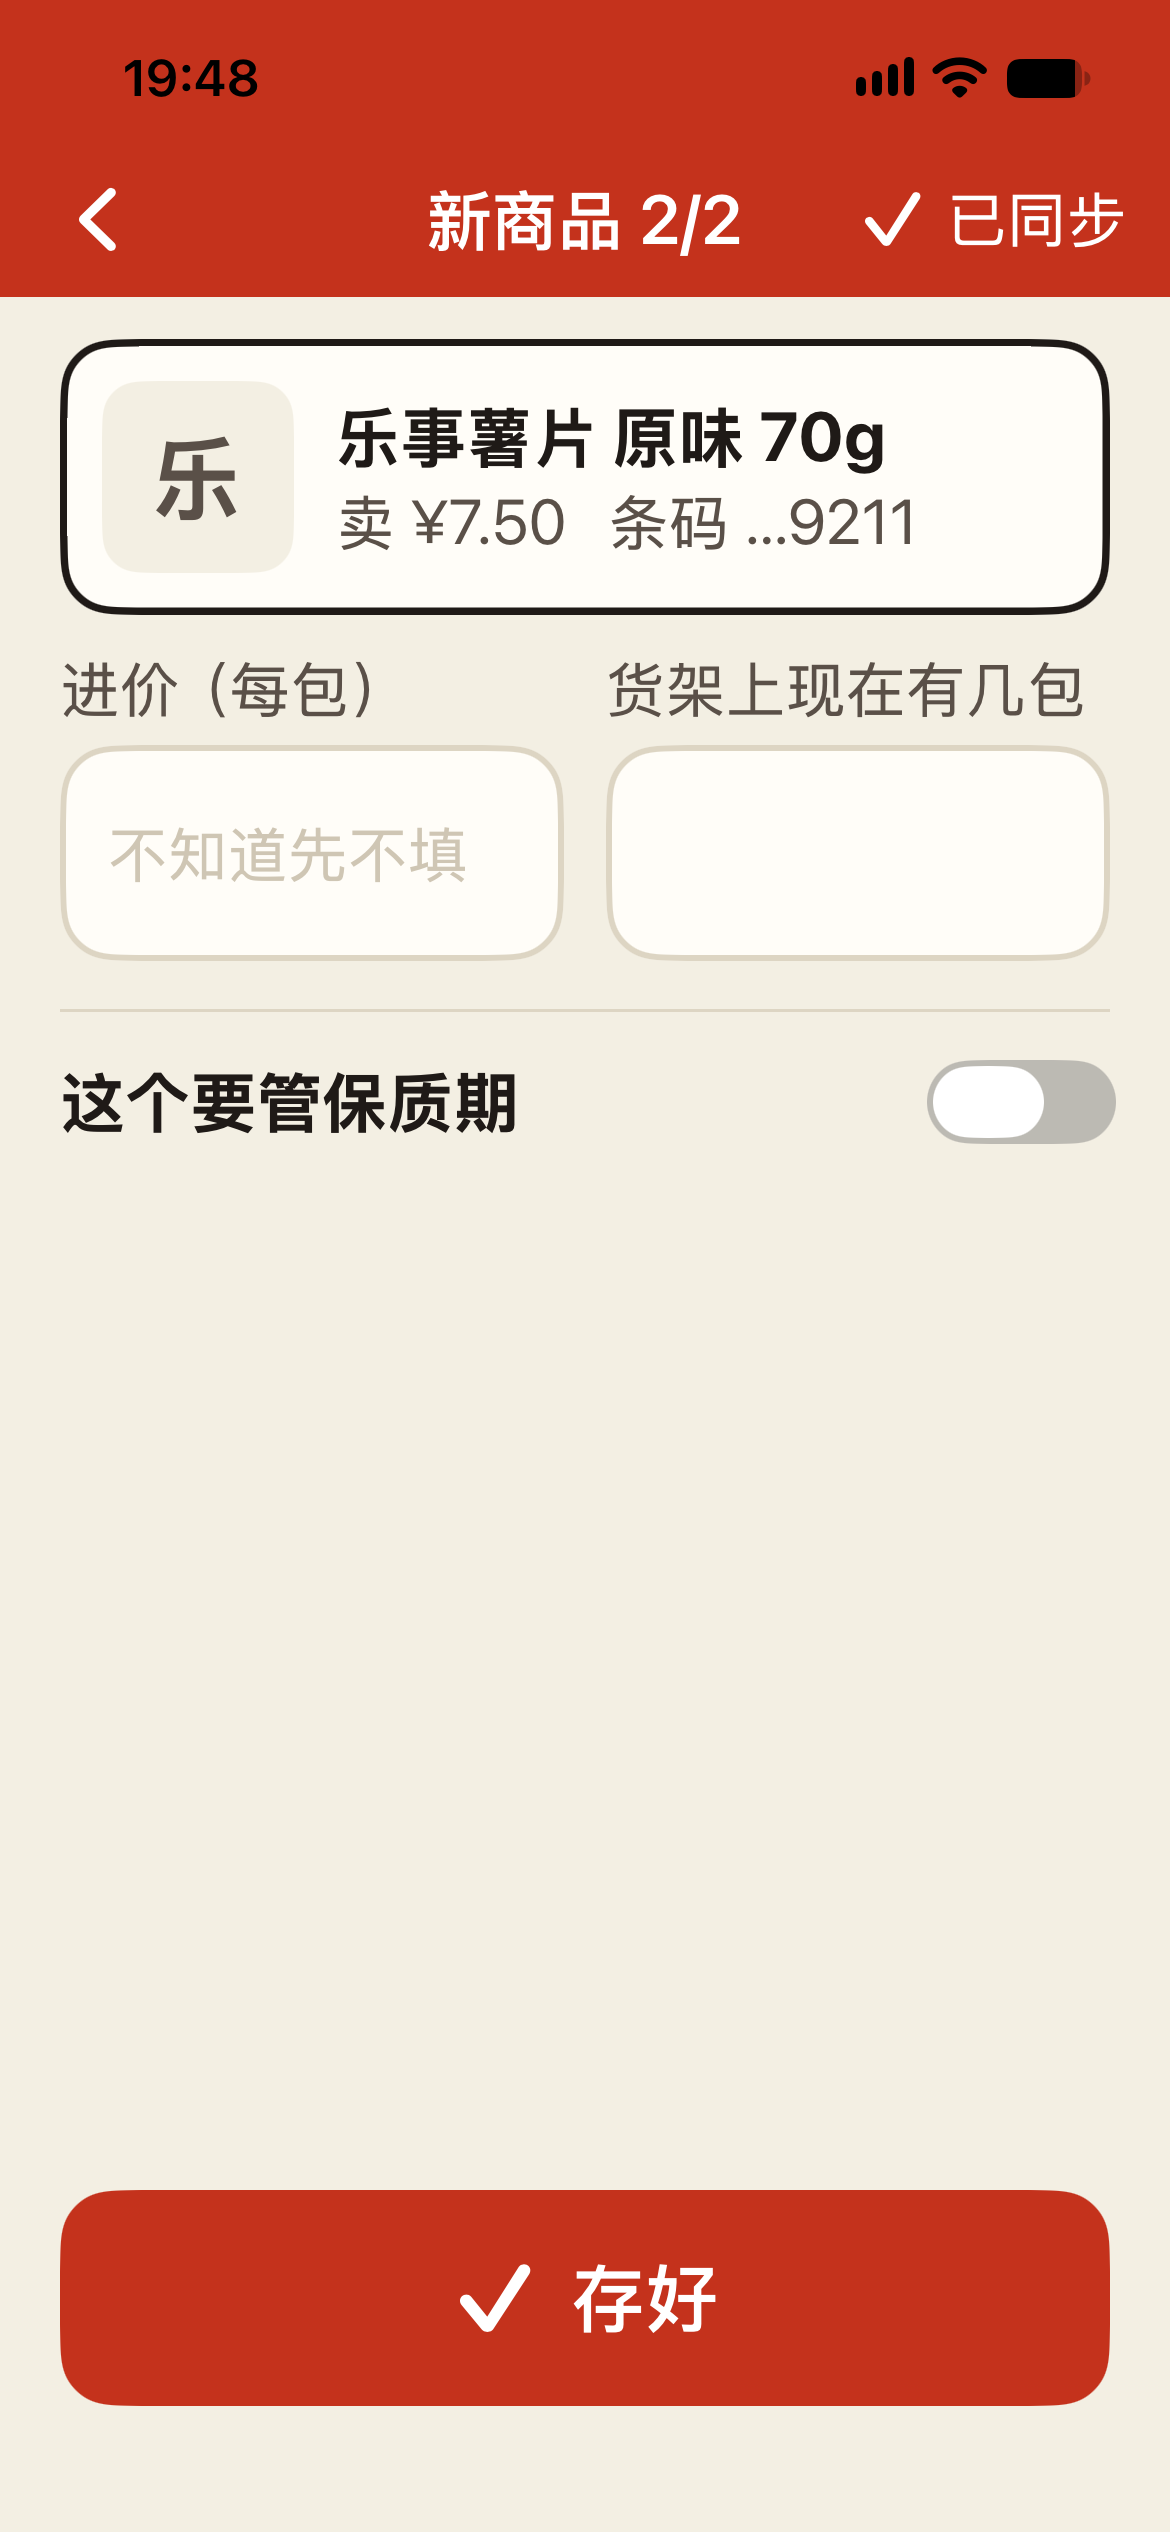 19:48
新商品 2/2
已同步
乐
乐事薯片 原味 70g
卖 ¥7.50 条码 ...9211
进价（每包）
货架上现在有几包
不知道先不填
这个要管保质期
存好